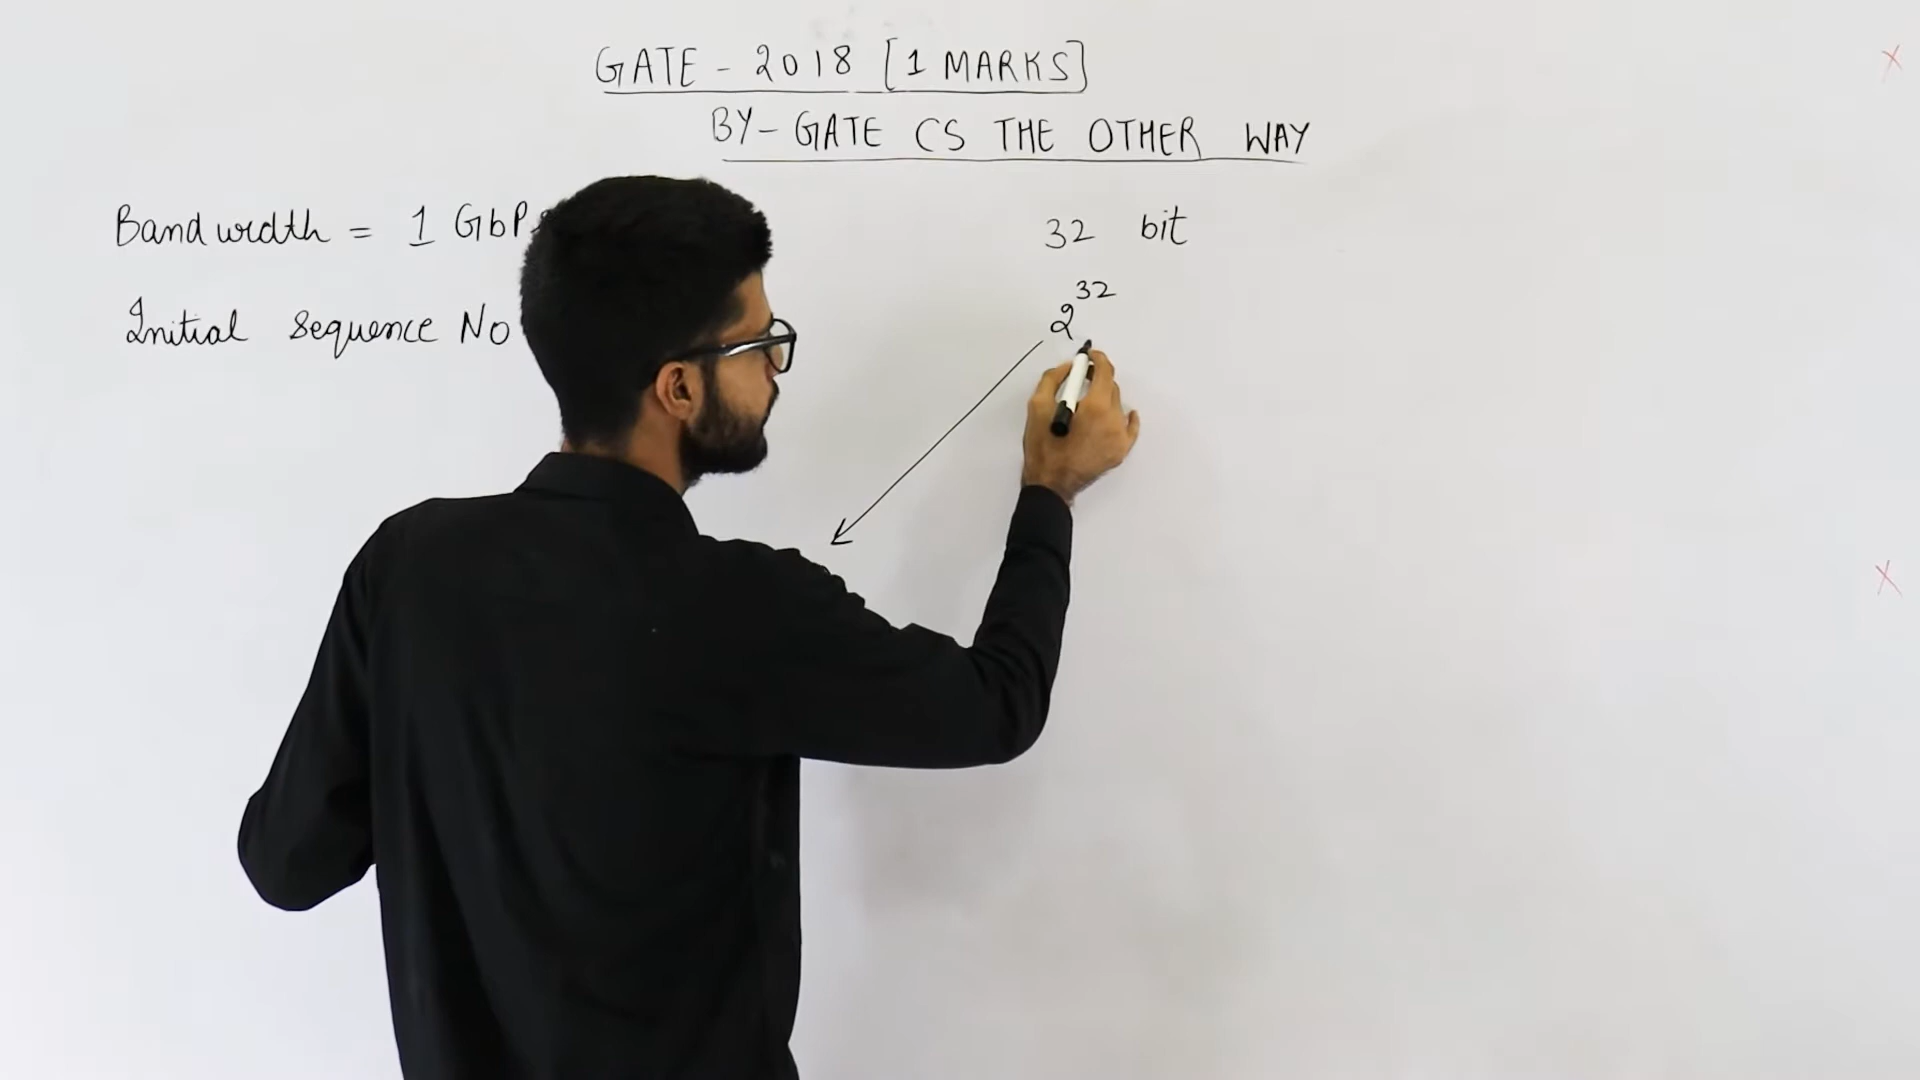 GATE - 2018 [1 MARKS]
BY - GATE CS THE OTHER WAY
Bandwidth = 1 GbP
32 bit
Initial Sequence No
2^32
x
x